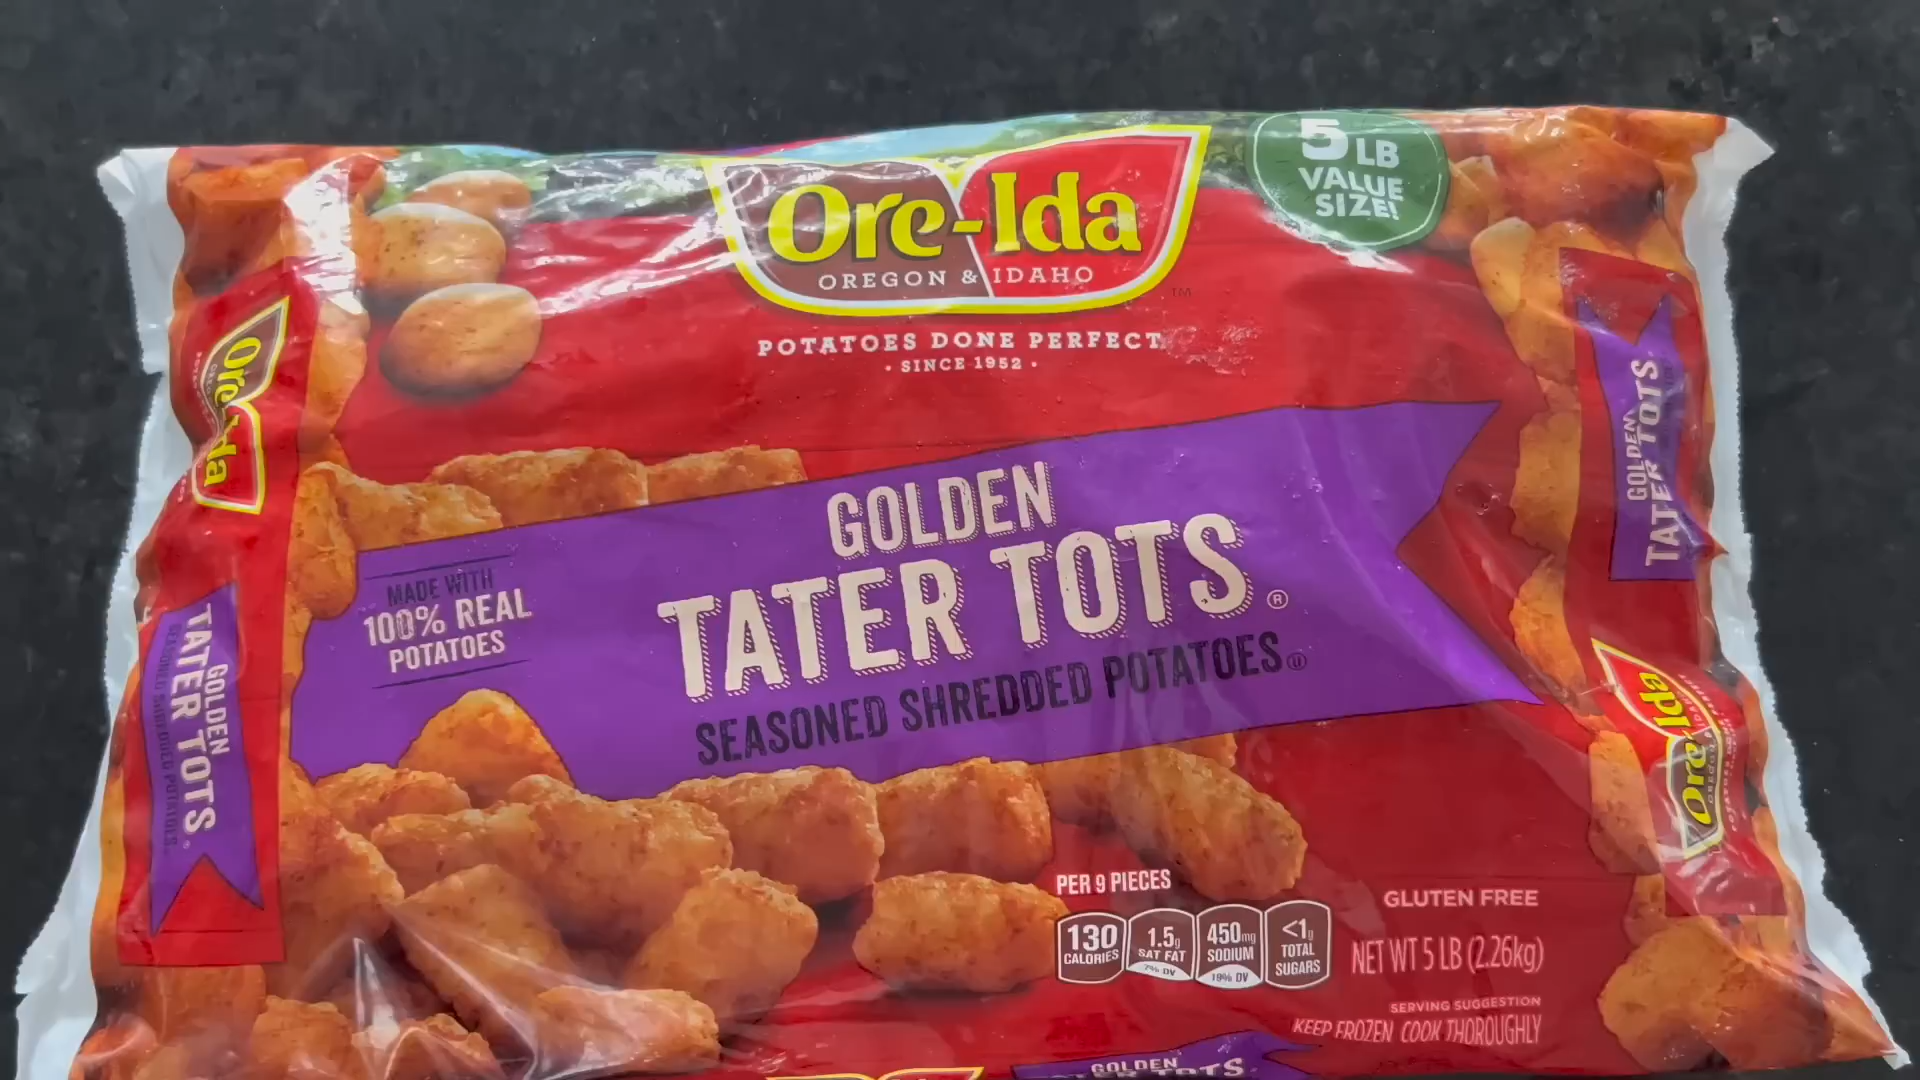 Ore-Ida
OREGON & IDAHO
TM
POTATOES DONE PERFECT
· SINCE 1952 ·
5 LB
VALUE
SIZE!
GOLDEN
TATER TOTS®
SEASONED SHREDDED POTATOES Ⓤ
MADE WITH
100% REAL
POTATOES
PER 9 PIECES
130
CALORIES
1.5g
SAT FAT
7% DV
450mg
SODIUM
19% DV
<1g
TOTAL
SUGARS
GLUTEN FREE
NET WT 5 LB (2.26kg)
SERVING SUGGESTION
KEEP FROZEN COOK THOROUGHLY
Ore-Ida
GOLDEN
TATER TOTS®
SEASONED SHREDDED POTATOES
GOLDEN
TATER TOTS
Ore-Ida
GOLDEN
TATER TOTS